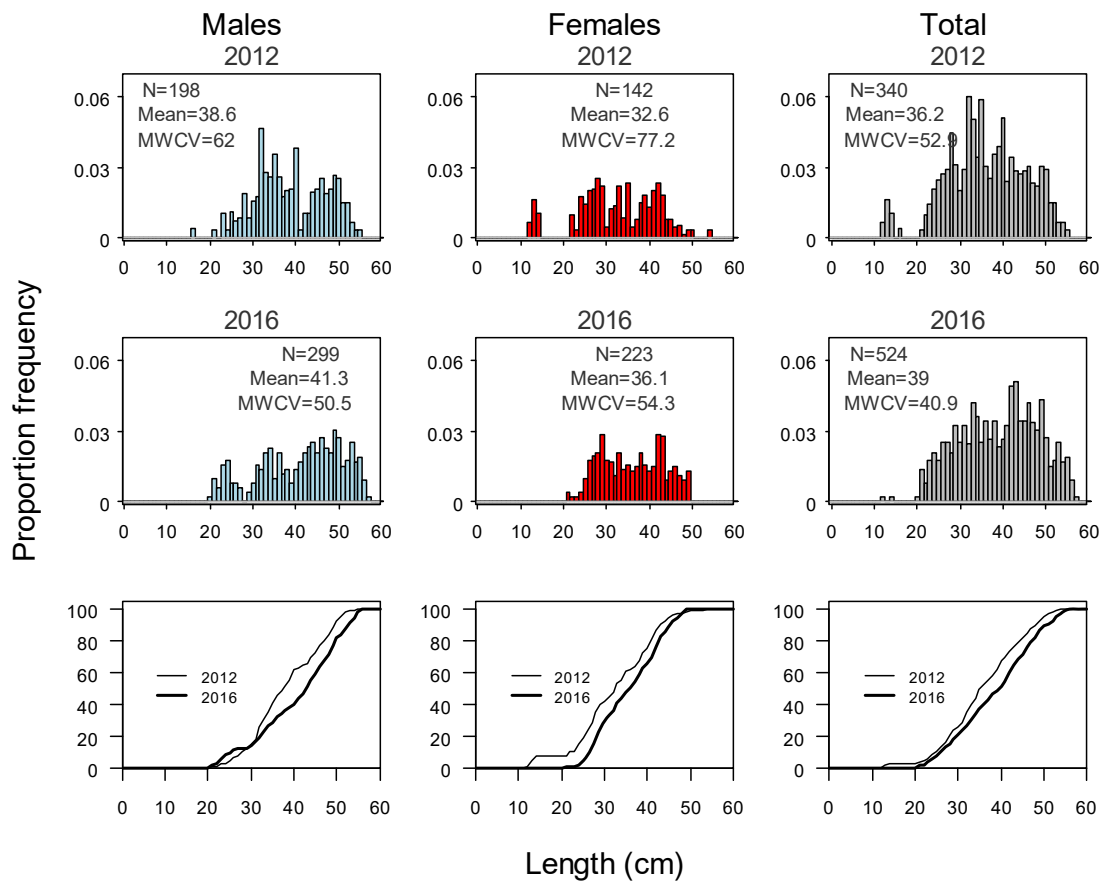 Males Females Total
2012 2012 2012
N=198
Mean=38.6
MWCV=62
N=142
Mean=32.6
MWCV=77.2
N=340
Mean=36.2
MWCV=52.9
0.06 0.03 0
0 10 20 30 40 50 60
0.06 0.03 0
0 10 20 30 40 50 60
0.06 0.03 0
0 10 20 30 40 50 60
Proportion frequency
2016 2016 2016
N=299
Mean=41.3
MWCV=50.5
N=223
Mean=36.1
MWCV=54.3
N=524
Mean=39
MWCV=40.9
0.06 0.03 0
0 10 20 30 40 50 60
0.06 0.03 0
0 10 20 30 40 50 60
0.06 0.03 0
0 10 20 30 40 50 60
100 80 60 40 20 0
2012
2016
0 10 20 30 40 50 60
100 80 60 40 20 0
2012
2016
0 10 20 30 40 50 60
100 80 60 40 20 0
2012
2016
0 10 20 30 40 50 60
Length (cm)